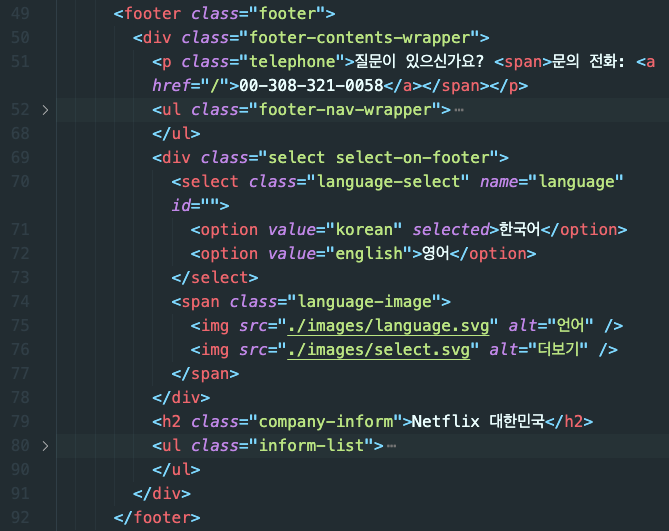 49 <footer class="footer">
50 <div class="footer-contents-wrapper">
51 <p class="telephone">질문이 있으신가요? <span>문의 전화: <a
href="/">00-308-321-0058</a></span></p>
52 > <ul class="footer-nav-wrapper">⋯
68 </ul>
69 <div class="select select-on-footer">
70 <select class="language-select" name="language"
id="">
71 <option value="korean" selected>한국어</option>
72 <option value="english">영어</option>
73 </select>
74 <span class="language-image">
75 <img src="./images/language.svg" alt="언어" />
76 <img src="./images/select.svg" alt="더보기" />
77 </span>
78 </div>
79 <h2 class="company-inform">Netflix 대한민국</h2>
80 > <ul class="inform-list">⋯
90 </ul>
91 </div>
92 </footer>